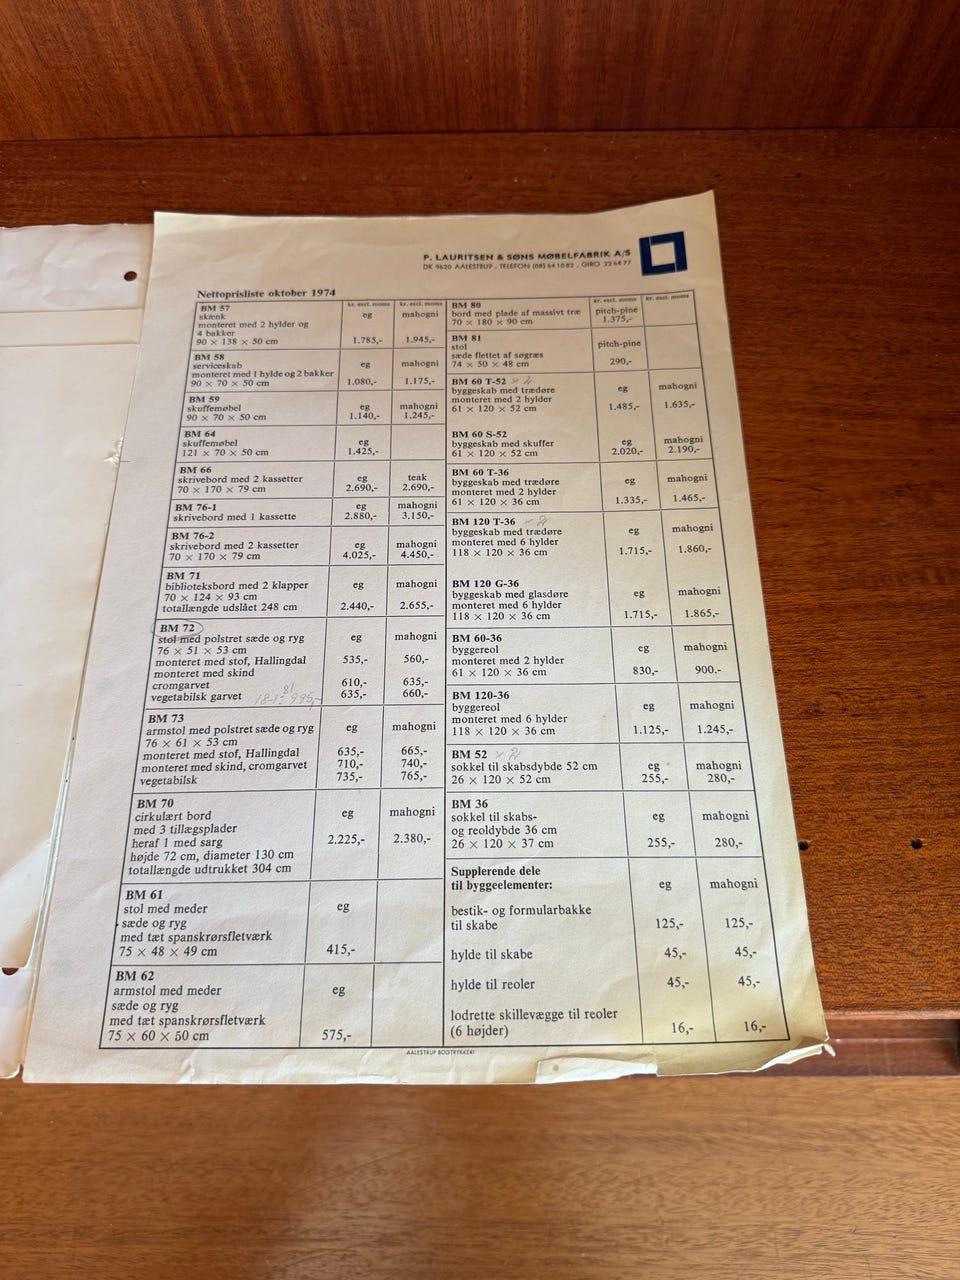 P. LAURITSEN & SØNS MØBELFABRIK A/S
DK 9620 AALESTRUP . TELEFON (08) 64 10 82 . GIRO 22 64 77
Nettoprisliste oktober 1974
kr. excl. moms kr. excl. moms
BM 57
skænk eg mahogni
monteret med 2 hylder og
4 bakker
90 × 138 × 50 cm 1.785,- 1.945,-
BM 58
serviceskab eg mahogni
monteret med 1 hylde og 2 bakker
90 × 70 × 50 cm 1.080,- 1.175,-
BM 59
skuffemøbel eg mahogni
90 × 70 × 50 cm 1.140,- 1.245,-
BM 64
skuffemøbel eg
121 × 70 × 50 cm 1.425,-
BM 66
skrivebord med 2 kassetter eg teak
70 × 170 × 79 cm 2.690,- 2.690,-
BM 76-1 eg mahogni
skrivebord med 1 kassette 2.880,- 3.150,-
BM 76-2
skrivebord med 2 kassetter eg mahogni
70 × 170 × 79 cm 4.025,- 4.450,-
BM 71
biblioteksbord med 2 klapper eg mahogni
70 × 124 × 93 cm
totallængde udslået 248 cm 2.440,- 2.655,-
BM 72
stol med polstret sæde og ryg eg mahogni
76 × 51 × 53 cm
monteret med stof, Hallingdal 535,- 560,-
monteret med skind
cromgarvet 610,- 635,-
vegetabilsk garvet 635,- 660,-
BM 73
armstol med polstret sæde og ryg eg mahogni
76 × 61 × 53 cm
monteret med stof, Hallingdal 635,- 665,-
monteret med skind, cromgarvet 710,- 740,-
vegetabilsk 735,- 765,-
BM 70
cirkulært bord eg mahogni
med 3 tillægsplader
heraf 1 med sarg 2.225,- 2.380,-
højde 72 cm, diameter 130 cm
totallængde udtrukket 304 cm
BM 61
stol med meder eg
sæde og ryg
med tæt spanskrørsfletværk
75 × 48 × 49 cm 415,-
BM 62
armstol med meder eg
sæde og ryg
med tæt spanskrørsfletværk
75 × 60 × 50 cm 575,-
kr. excl. moms kr. excl. moms
BM 80
bord med plade af massivt træ pitch-pine
70 × 180 × 90 cm 1.375,-
BM 81
stol pitch-pine
sæde flettet af søgræs
74 × 50 × 48 cm 290,-
BM 60 T-52
byggeskab med trædøre eg mahogni
monteret med 2 hylder
61 × 120 × 52 cm 1.485,- 1.635,-
BM 60 S-52
byggeskab med skuffer eg mahogni
61 × 120 × 52 cm 2.020,- 2.190,-
BM 60 T-36
byggeskab med trædøre eg mahogni
monteret med 2 hylder
61 × 120 × 36 cm 1.335,- 1.465,-
BM 120 T-36
byggeskab med trædøre eg mahogni
monteret med 6 hylder
118 × 120 × 36 cm 1.715,- 1.860,-
BM 120 G-36
byggeskab med glasdøre eg mahogni
monteret med 6 hylder
118 × 120 × 36 cm 1.715,- 1.865,-
BM 60-36
byggereol eg mahogni
monteret med 2 hylder
61 × 120 × 36 cm 830,- 900.-
BM 120-36
byggereol eg mahogni
monteret med 6 hylder
118 × 120 × 36 cm 1.125,- 1.245,-
BM 52
sokkel til skabsdybde 52 cm eg mahogni
26 × 120 × 52 cm 255,- 280,-
BM 36
sokkel til skabs- eg mahogni
og reoldybde 36 cm
26 × 120 × 37 cm 255,- 280,-
Supplerende dele
til byggeelementer: eg mahogni
bestik- og formularbakke
til skabe 125,- 125,-
hylde til skabe 45,- 45,-
hylde til reoler 45,- 45,-
lodrette skillevægge til reoler
(6 højder) 16,- 16,-
AALESTRUP BOGTRYKKERI